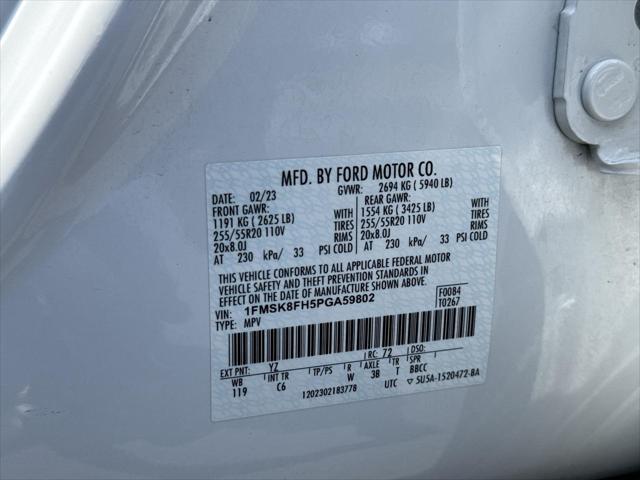 MFD. BY FORD MOTOR CO.
DATE: 02/23 GVWR: 2694 KG ( 5940 LB)
FRONT GAWR: REAR GAWR:
1191 KG ( 2625 LB) WITH 1554 KG ( 3425 LB) WITH
255/55R20 110V TIRES 255/55R20 110V TIRES
20x8.0J RIMS 20x8.0J RIMS
AT 230 kPa/ 33 PSI COLD AT 230 kPa/ 33 PSI COLD
THIS VEHICLE CONFORMS TO ALL APPLICABLE FEDERAL MOTOR
VEHICLE SAFETY AND THEFT PREVENTION STANDARDS IN
EFFECT ON THE DATE OF MANUFACTURE SHOWN ABOVE.
VIN: 1FMSK8FH5PGA59802 F0084
TYPE: MPV T0267
EXT PNT: YZ RC: 72 DSO:
WB INT TR TP/PS R AXLE TR SPR
119 C6 W 3B T BBCC
1202302183778 UTC 5U5A-1520472-BA